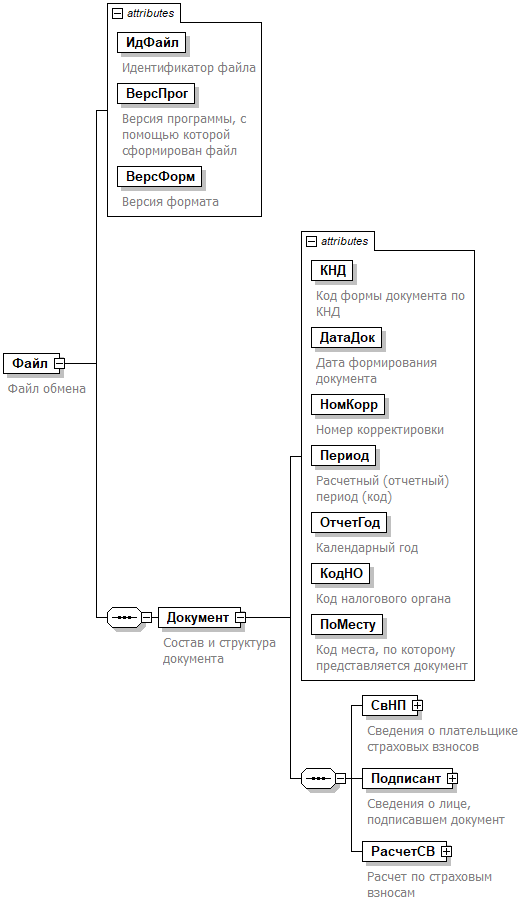 attributes
ИдФайл
Идентификатор файла
ВерсПрог
Версия программы, с
помощью которой
сформирован файл
ВерсФорм
Версия формата
Файл
Файл обмена
Документ
Состав и структура
документа
attributes
КНД
Код формы документа по
КНД
ДатаДок
Дата формирования
документа
НомКорр
Номер корректировки
Период
Расчетный (отчетный)
период (код)
ОтчетГод
Календарный год
КодНО
Код налогового органа
ПоМесту
Код места, по которому
представляется документ
СвНП
Сведения о плательщике
страховых взносов
Подписант
Сведения о лице,
подписавшем документ
РасчетСВ
Расчет по страховым
взносам